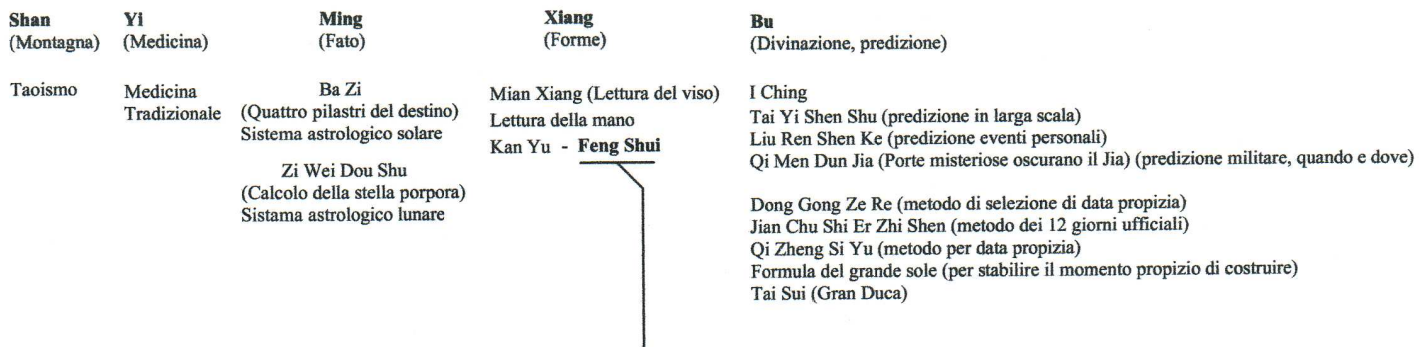 Shan
(Montagna)
Taoismo
Yi
(Medicina)
Medicina
Tradizionale
Ming
(Fato)
Ba Zi
(Quattro pilastri del destino)
Sistema astrologico solare
Zi Wei Dou Shu
(Calcolo della stella porpora)
Sistama astrologico lunare
Xiang
(Forme)
Mian Xiang (Lettura del viso)
Lettura della mano
Kan Yu - Feng Shui
Bu
(Divinazione, predizione)
I Ching
Tai Yi Shen Shu (predizione in larga scala)
Liu Ren Shen Ke (predizione eventi personali)
Qi Men Dun Jia (Porte misteriose oscurano il Jia) (predizione militare, quando e dove)
Dong Gong Ze Re (metodo di selezione di data propizia)
Jian Chu Shi Er Zhi Shen (metodo dei 12 giorni ufficiali)
Qi Zheng Si Yu (metodo per data propizia)
Formula del grande sole (per stabilire il momento propizio di costruire)
Tai Sui (Gran Duca)